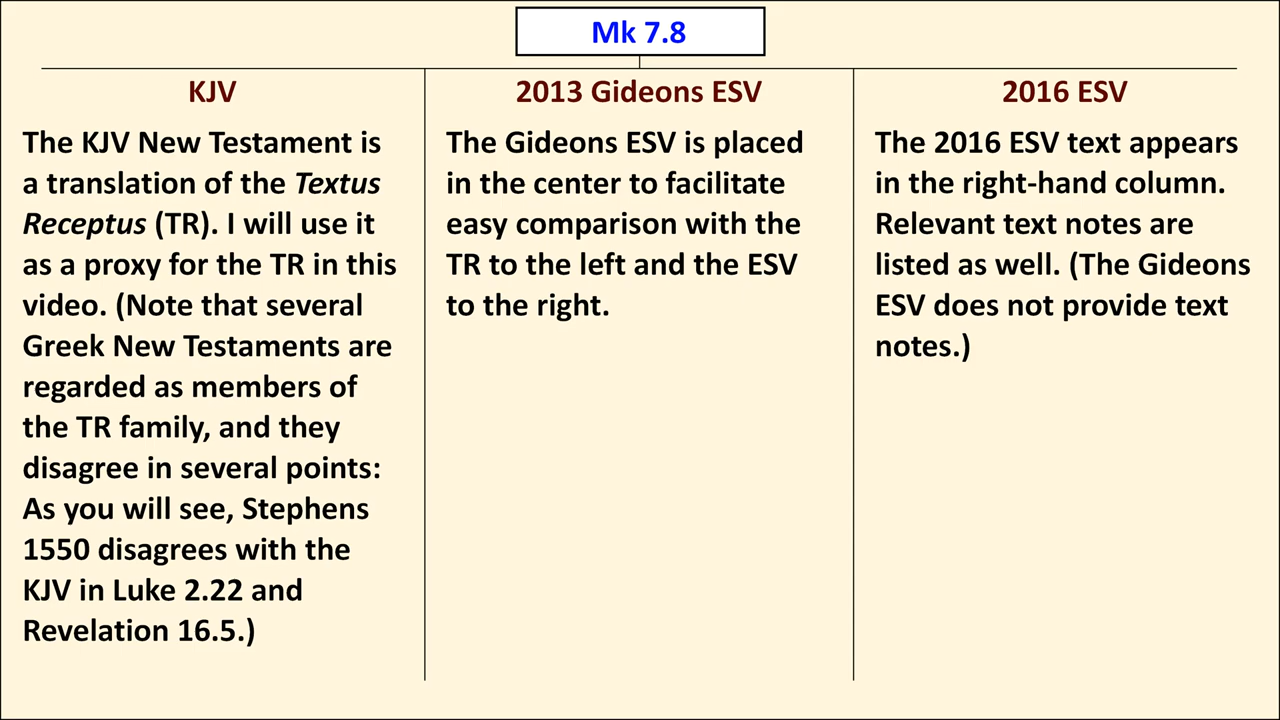 Mk 7.8
KJV
The KJV New Testament is
a translation of the Textus
Receptus (TR). I will use it
as a proxy for the TR in this
video. (Note that several
Greek New Testaments are
regarded as members of
the TR family, and they
disagree in several points:
As you will see, Stephens
1550 disagrees with the
KJV in Luke 2.22 and
Revelation 16.5.)
2013 Gideons ESV
The Gideons ESV is placed
in the center to facilitate
easy comparison with the
TR to the left and the ESV
to the right.
2016 ESV
The 2016 ESV text appears
in the right-hand column.
Relevant text notes are
listed as well. (The Gideons
ESV does not provide text
notes.)